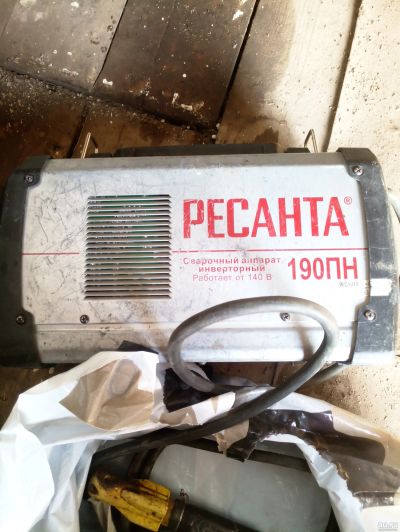 РЕСАНТА®
Сварочный аппарат
инверторный
Работает от 140 В
190ПН